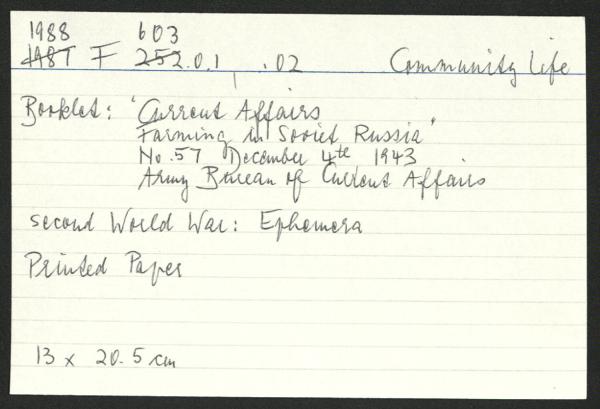 1988 603
1987 F 252.0.1 .02 Community Life
Booklet: "Current Affairs
Farming in Soviet Russia"
No. 57 December 4th 1943
Army Bureau of Current Affairs
second World War: Ephemera
Printed Paper
13 x 20.5 cm